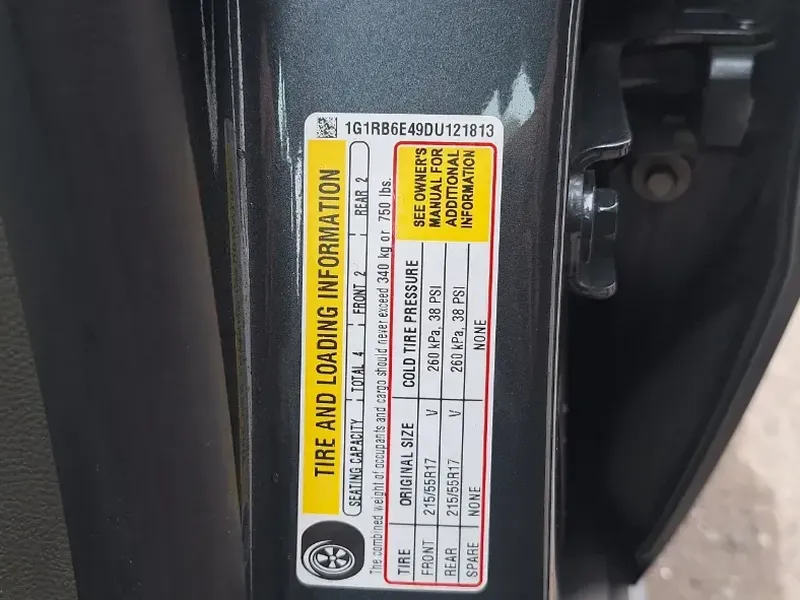 1G1RB6E49DU121813
TIRE AND LOADING INFORMATION
SEATING CAPACITY TOTAL 4 FRONT 2 REAR 2
The combined weight of occupants and cargo should never exceed 340 kg or 750 lbs.
TIRE ORIGINAL SIZE COLD TIRE PRESSURE
FRONT 215/55R17 V 260 kPa, 38 PSI
REAR 215/55R17 V 260 kPa, 38 PSI
SPARE NONE NONE
SEE OWNER'S
MANUAL FOR
ADDITIONAL
INFORMATION